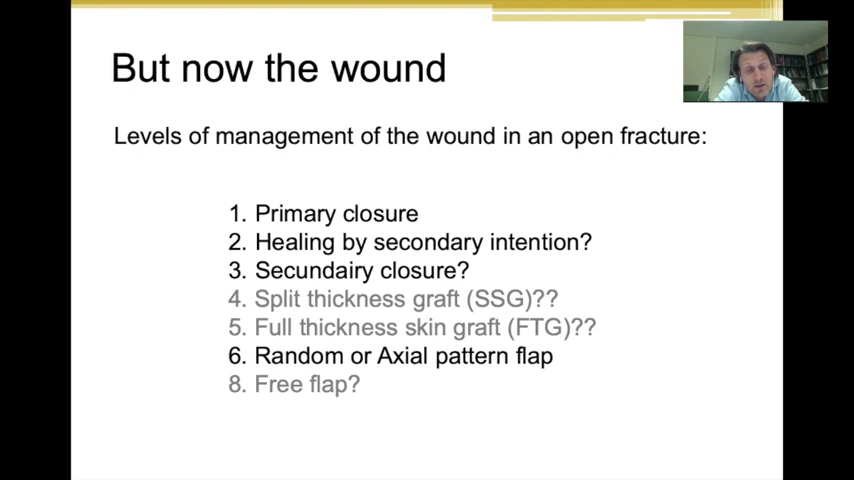 But now the wound
Levels of management of the wound in an open fracture:
1. Primary closure
2. Healing by secondary intention?
3. Secundairy closure?
4. Split thickness graft (SSG)??
5. Full thickness skin graft (FTG)??
6. Random or Axial pattern flap
8. Free flap?